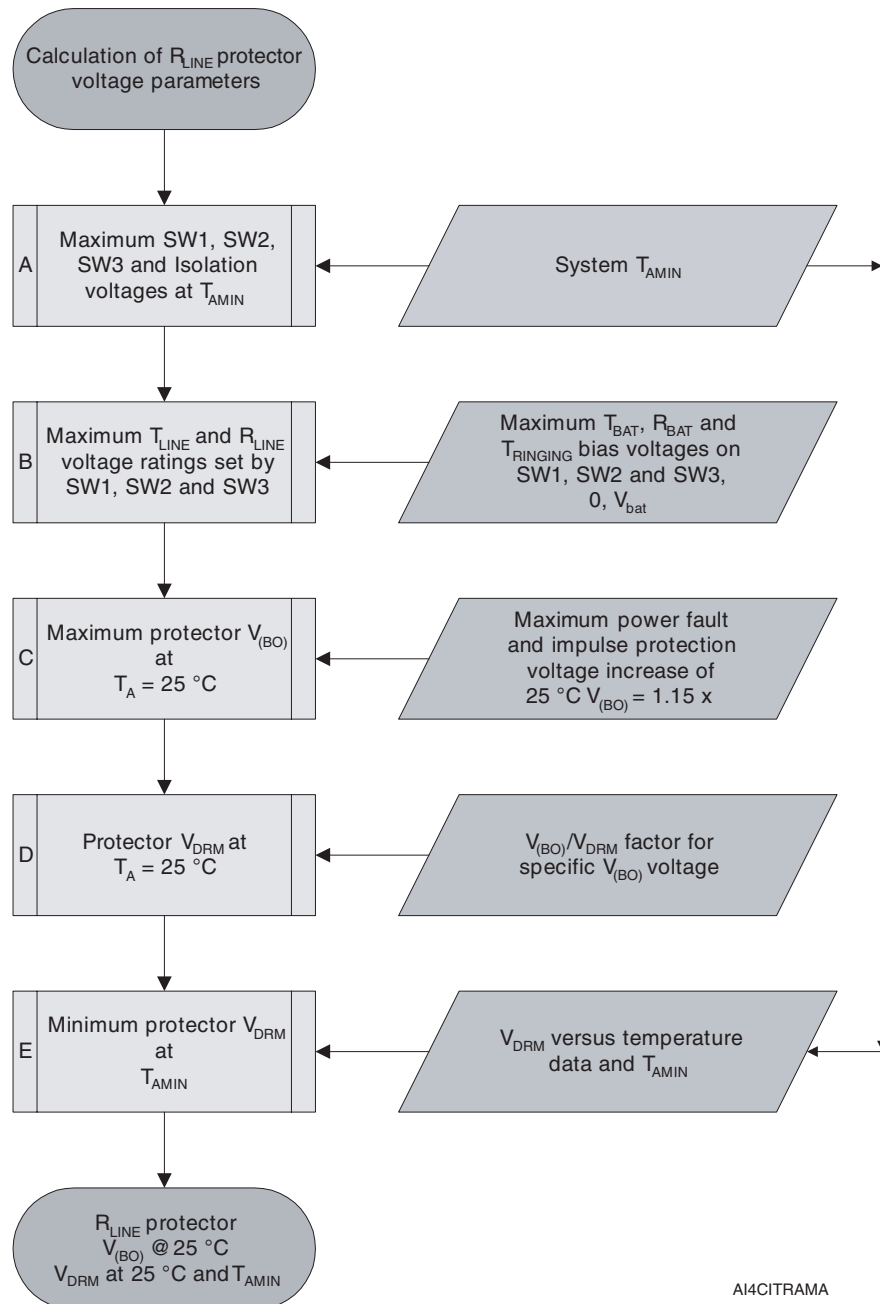 Calculation of R_LINE protector
voltage parameters
A
Maximum SW1, SW2,
SW3 and Isolation
voltages at T_AMIN
System T_AMIN
B
Maximum T_LINE and R_LINE
voltage ratings set by
SW1, SW2 and SW3
Maximum T_BAT, R_BAT and
T_RINGING bias voltages on
SW1, SW2 and SW3,
0, V_bat
C
Maximum protector V_(BO)
at
T_A = 25 °C
Maximum power fault
and impulse protection
voltage increase of
25 °C V_(BO) = 1.15 x
D
Protector V_DRM at
T_A = 25 °C
V_(BO)/V_DRM factor for
specific V_(BO) voltage
E
Minimum protector V_DRM
at
T_AMIN
V_DRM versus temperature
data and T_AMIN
R_LINE protector
V_(BO) @ 25 °C
V_DRM at 25 °C and T_AMIN
AI4CITRAMA